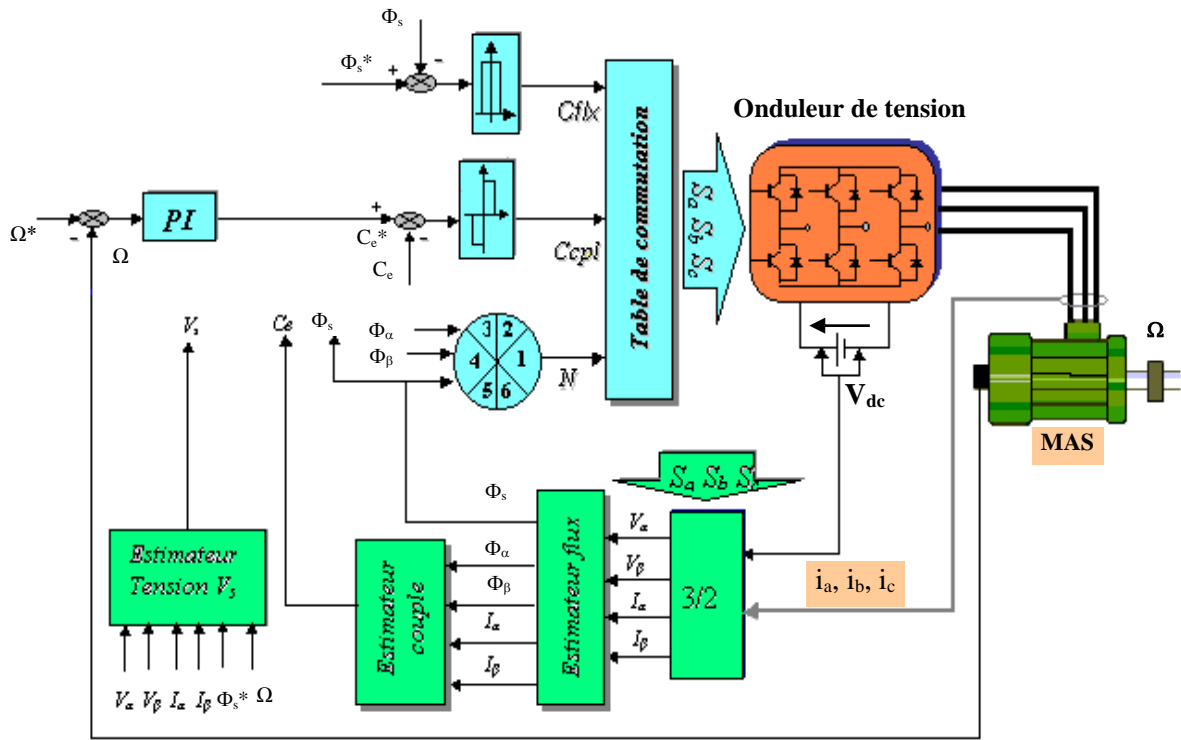 Φs
Φs*
+
-
Cflx
Onduleur de tension
Table de commutation
Sa Sb Sc
Ω*
-
Ω
PI
+
Ce*
-
Ce
Ccpl
Vs
Ce
Φs
Φα
Φβ
3 2
4 1
5 6
N
Vdc
Ω
MAS
Sa Sb Sc
Φs
Φα
Φβ
Iα
Iβ
Estimateur flux
Vα
Vβ
Iα
Iβ
3/2
ia, ib, ic
Estimateur
couple
Estimateur
Tension Vs
Vα Vβ Iα Iβ Φs* Ω